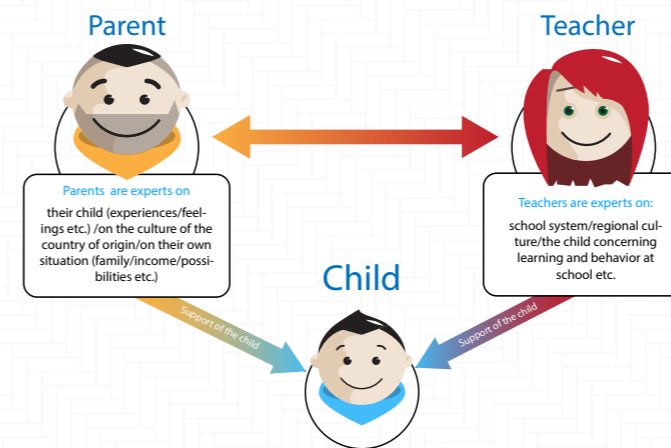 Parent
Teacher
Parents are experts on
their child (experiences/feel-
ings etc.) /on the culture of the
country of origin/on their own
situation (family/income/possi-
bilities etc.)
Teachers are experts on:
school system/regional cul-
ture/the child concerning
learning and behavior at
school etc.
Child
Support of the child
Support of the child